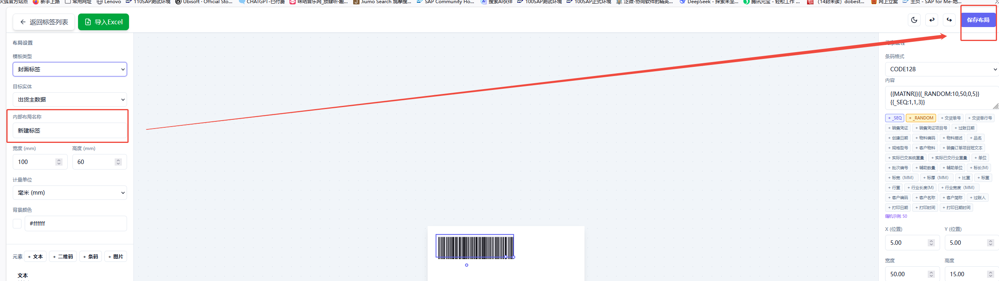 火狐官方站点 新手上路 常用网址 Lenovo 110SAP测试环境 Ubisoft · Official Sto... CHATGPT-已付费 咪咕音乐网_放肆听·趣... Jiumo Search 鸠摩搜... SAP Community Ho... 搜索AI伙伴 100SAP测试环境 100SAP正式环境 泛微-协同软件的精英... DeepSeek - 探索未至... 腾讯元宝 - 轻松工作 ... （14封未读）dobest... 网上立案 主页 - SAP for Me-地...
返回标签列表 导入Excel 保存布局
布局设置
模板类型
封面标签
目标实体
出货主数据
内部布局名称
新建标签
宽度 (mm) 高度 (mm)
100 60
计量单位
毫米 (mm)
背景颜色
#ffffff
元素 + 文本 + 二维码 + 条码 + 图片
文本
元素属性
条码格式
CODE128
内容
{{MATNR}}{{_RANDOM:10,50,0,5}}
{{_SEQ:1,1,3}}
+ _SEQ + _RANDOM + 交货单号 + 交货单行号
+ 销售凭证 + 销售凭证项目号 + 过账日期
+ 创建日期 + 物料编码 + 物料描述 + 品名
+ 规格型号 + 客户物料 + 销售订单项目短文本
+ 实际已交系统重量 + 实际已交行业重量 + 单位
+ 批次编号 + 辅助数量 + 辅助单位 + 标长(M)
+ 标宽（MM） + 标厚（MM） + 比重 + 标重
+ 行重 + 行业长度(M) + 行业宽度（MM）
+ 客户编码 + 客户名称 + 客户简称 + 过账人
+ 打印日期 + 打印时间 + 打印日期时间
随机示例: 50
X (位置) Y (位置)
5.00 5.00
宽度 高度
50.00 15.00